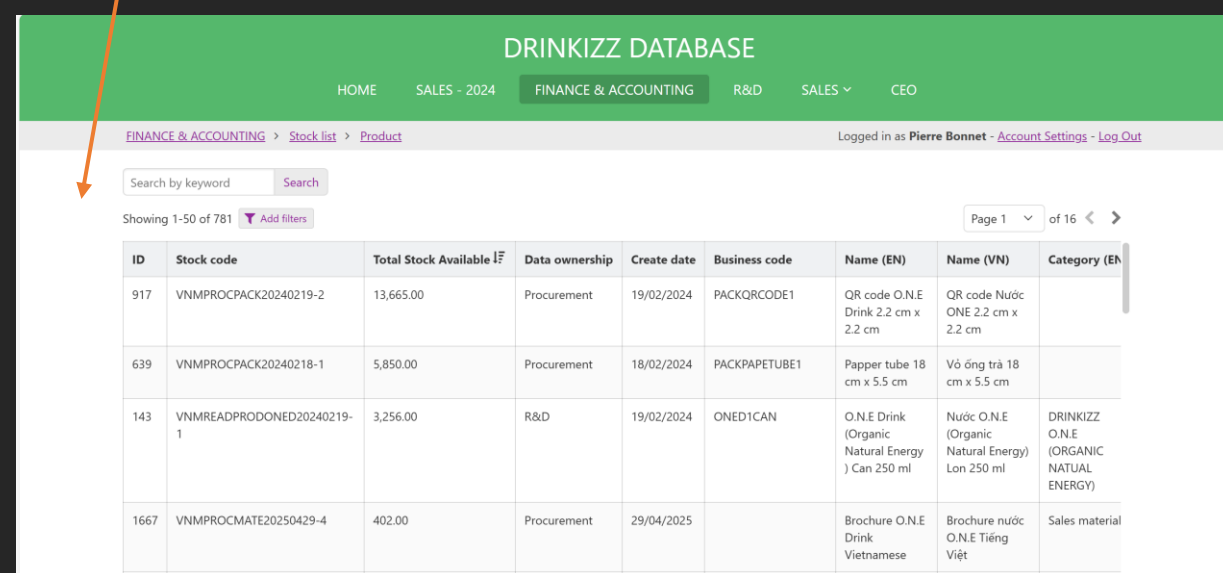 DRINKIZZ DATABASE
HOME SALES - 2024 FINANCE & ACCOUNTING R&D SALES CEO
FINANCE & ACCOUNTING > Stock list > Product Logged in as Pierre Bonnet - Account Settings - Log Out
Search by keyword Search
Showing 1-50 of 781 Add filters Page 1 of 16
ID Stock code Total Stock Available Data ownership Create date Business code Name (EN) Name (VN) Category (EN
917 VNMPROCPACK20240219-2 13,665.00 Procurement 19/02/2024 PACKQRCODE1 QR code O.N.E QR code Nước
Drink 2.2 cm x ONE 2.2 cm x
2.2 cm 2.2 cm
639 VNMPROCPACK20240218-1 5,850.00 Procurement 18/02/2024 PACKPAPETUBE1 Papper tube 18 Vỏ ống trà 18
cm x 5.5 cm cm x 5.5 cm
143 VNMREADPRODONED20240219- 3,256.00 R&D 19/02/2024 ONED1CAN O.N.E Drink Nước O.N.E DRINKIZZ
1 (Organic (Organic O.N.E
Natural Energy Natural Energy) (ORGANIC
) Can 250 ml Lon 250 ml NATUAL
ENERGY)
1667 VNMPROCMATE20250429-4 402.00 Procurement 29/04/2025 Brochure O.N.E Brochure nước Sales material
Drink O.N.E Tiếng
Vietnamese Việt